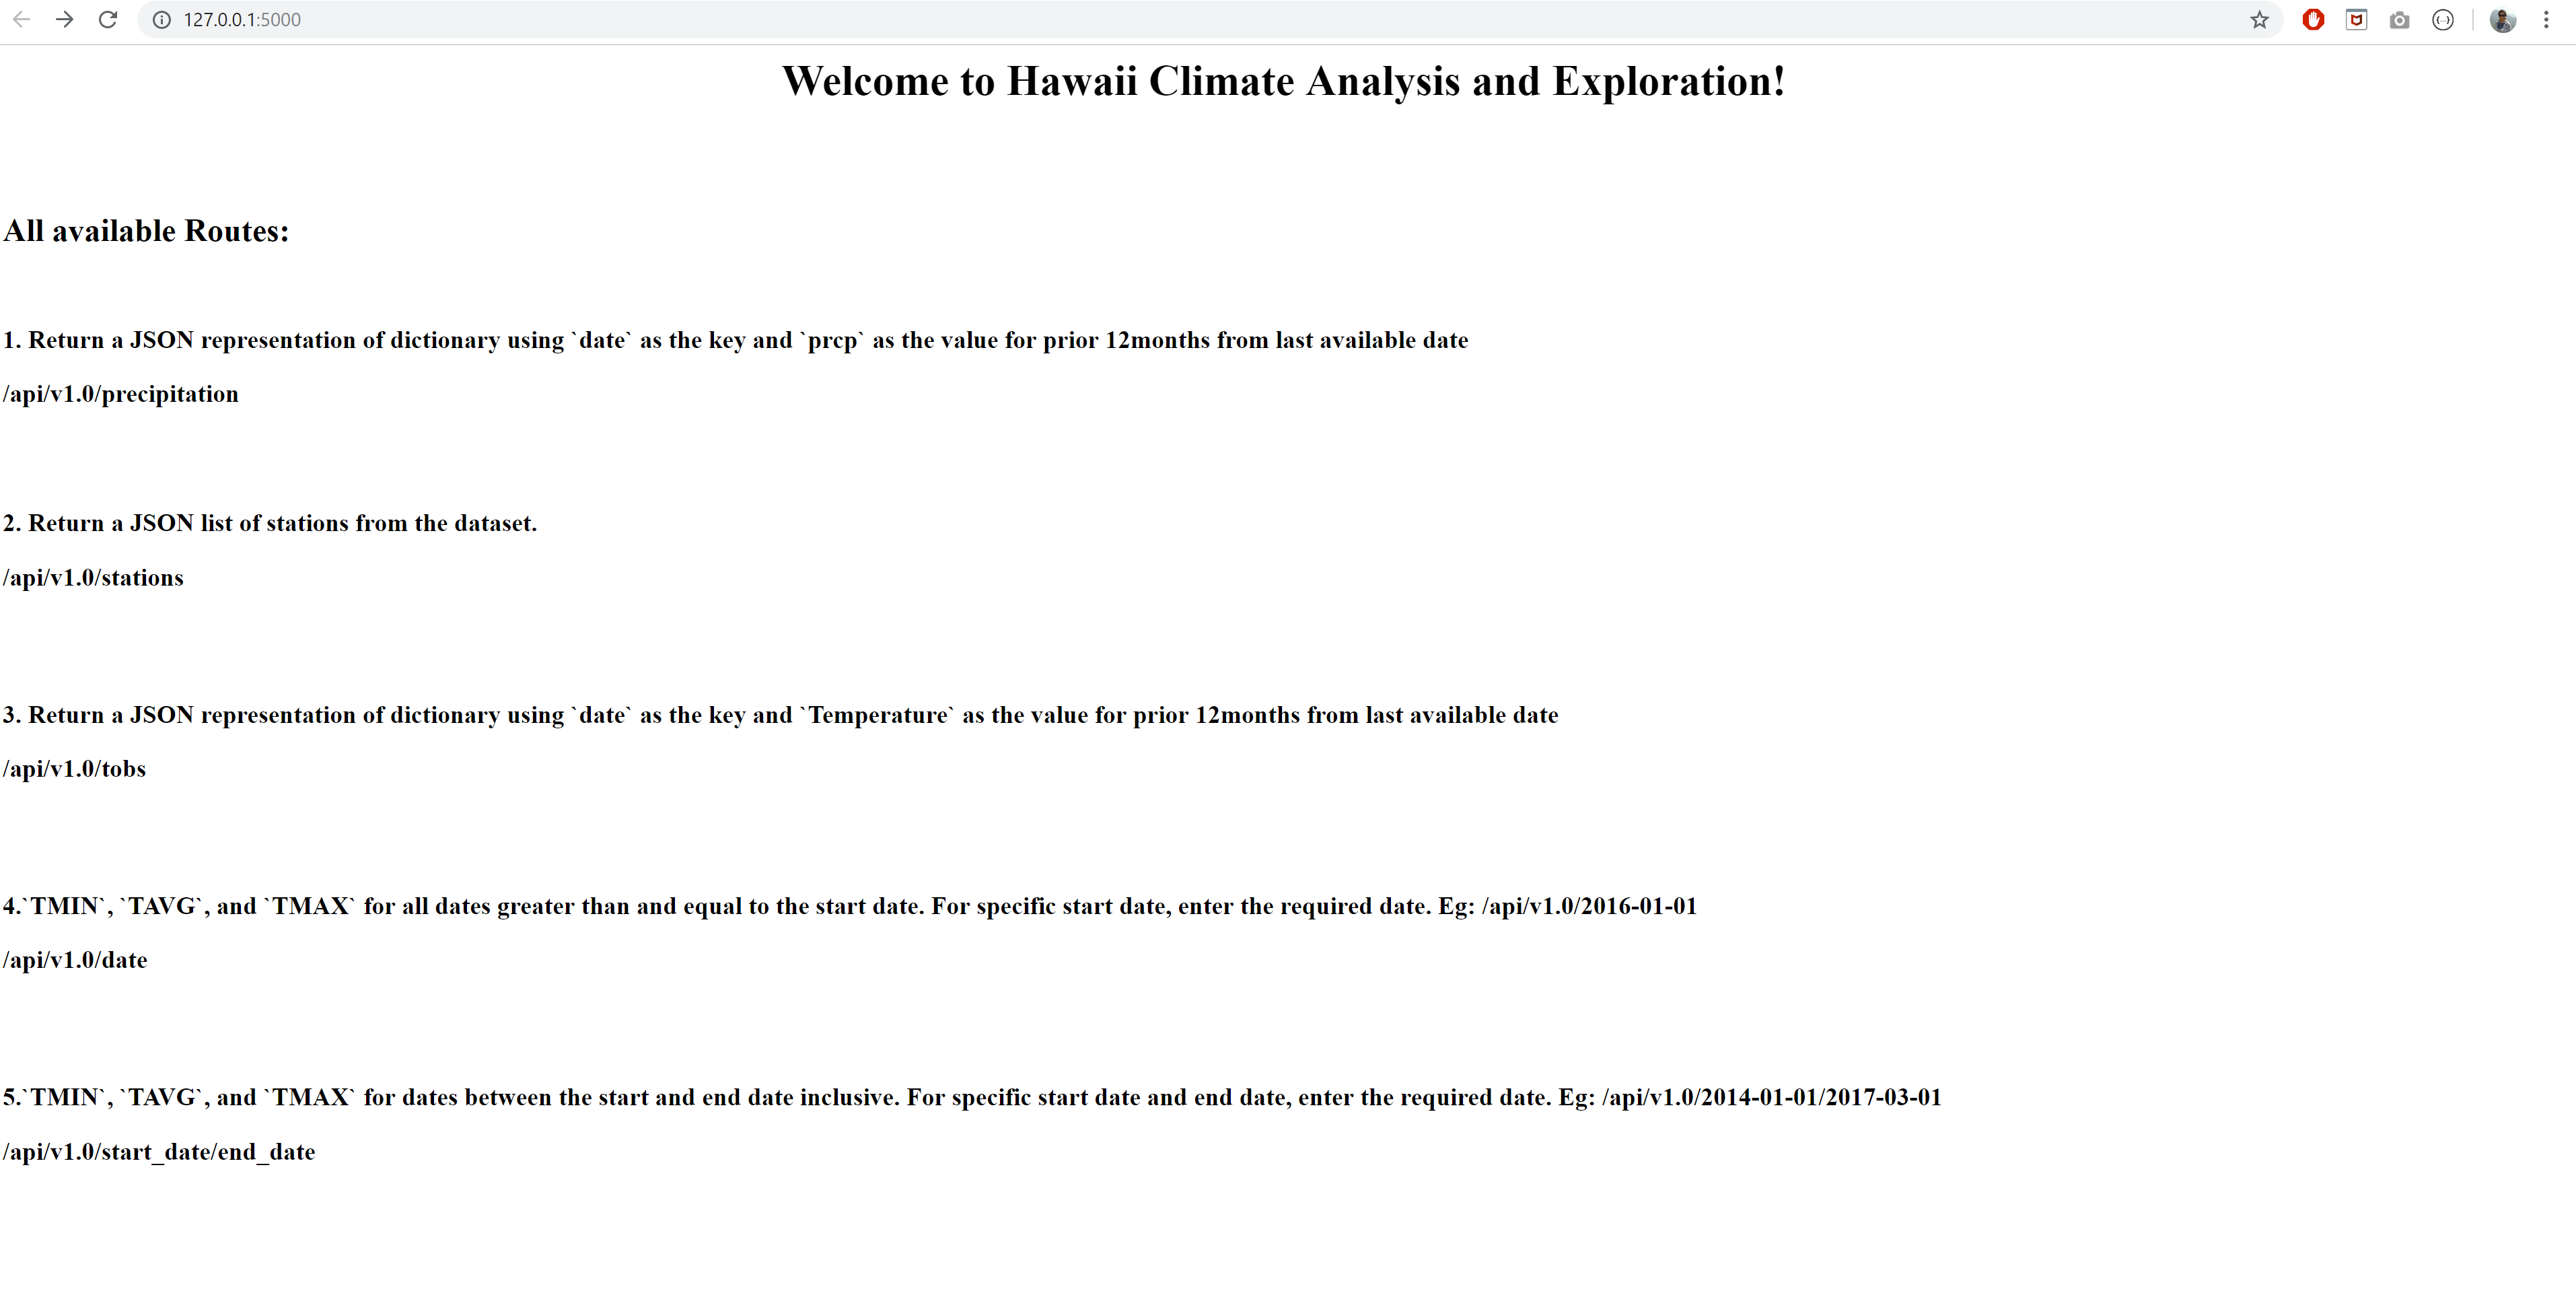 127.0.0.1:5000
Welcome to Hawaii Climate Analysis and Exploration!
All available Routes:
1. Return a JSON representation of dictionary using `date` as the key and `prcp` as the value for prior 12months from last available date
/api/v1.0/precipitation
2. Return a JSON list of stations from the dataset.
/api/v1.0/stations
3. Return a JSON representation of dictionary using `date` as the key and `Temperature` as the value for prior 12months from last available date
/api/v1.0/tobs
4.`TMIN`, `TAVG`, and `TMAX` for all dates greater than and equal to the start date. For specific start date, enter the required date. Eg: /api/v1.0/2016-01-01
/api/v1.0/date
5.`TMIN`, `TAVG`, and `TMAX` for dates between the start and end date inclusive. For specific start date and end date, enter the required date. Eg: /api/v1.0/2014-01-01/2017-03-01
/api/v1.0/start_date/end_date